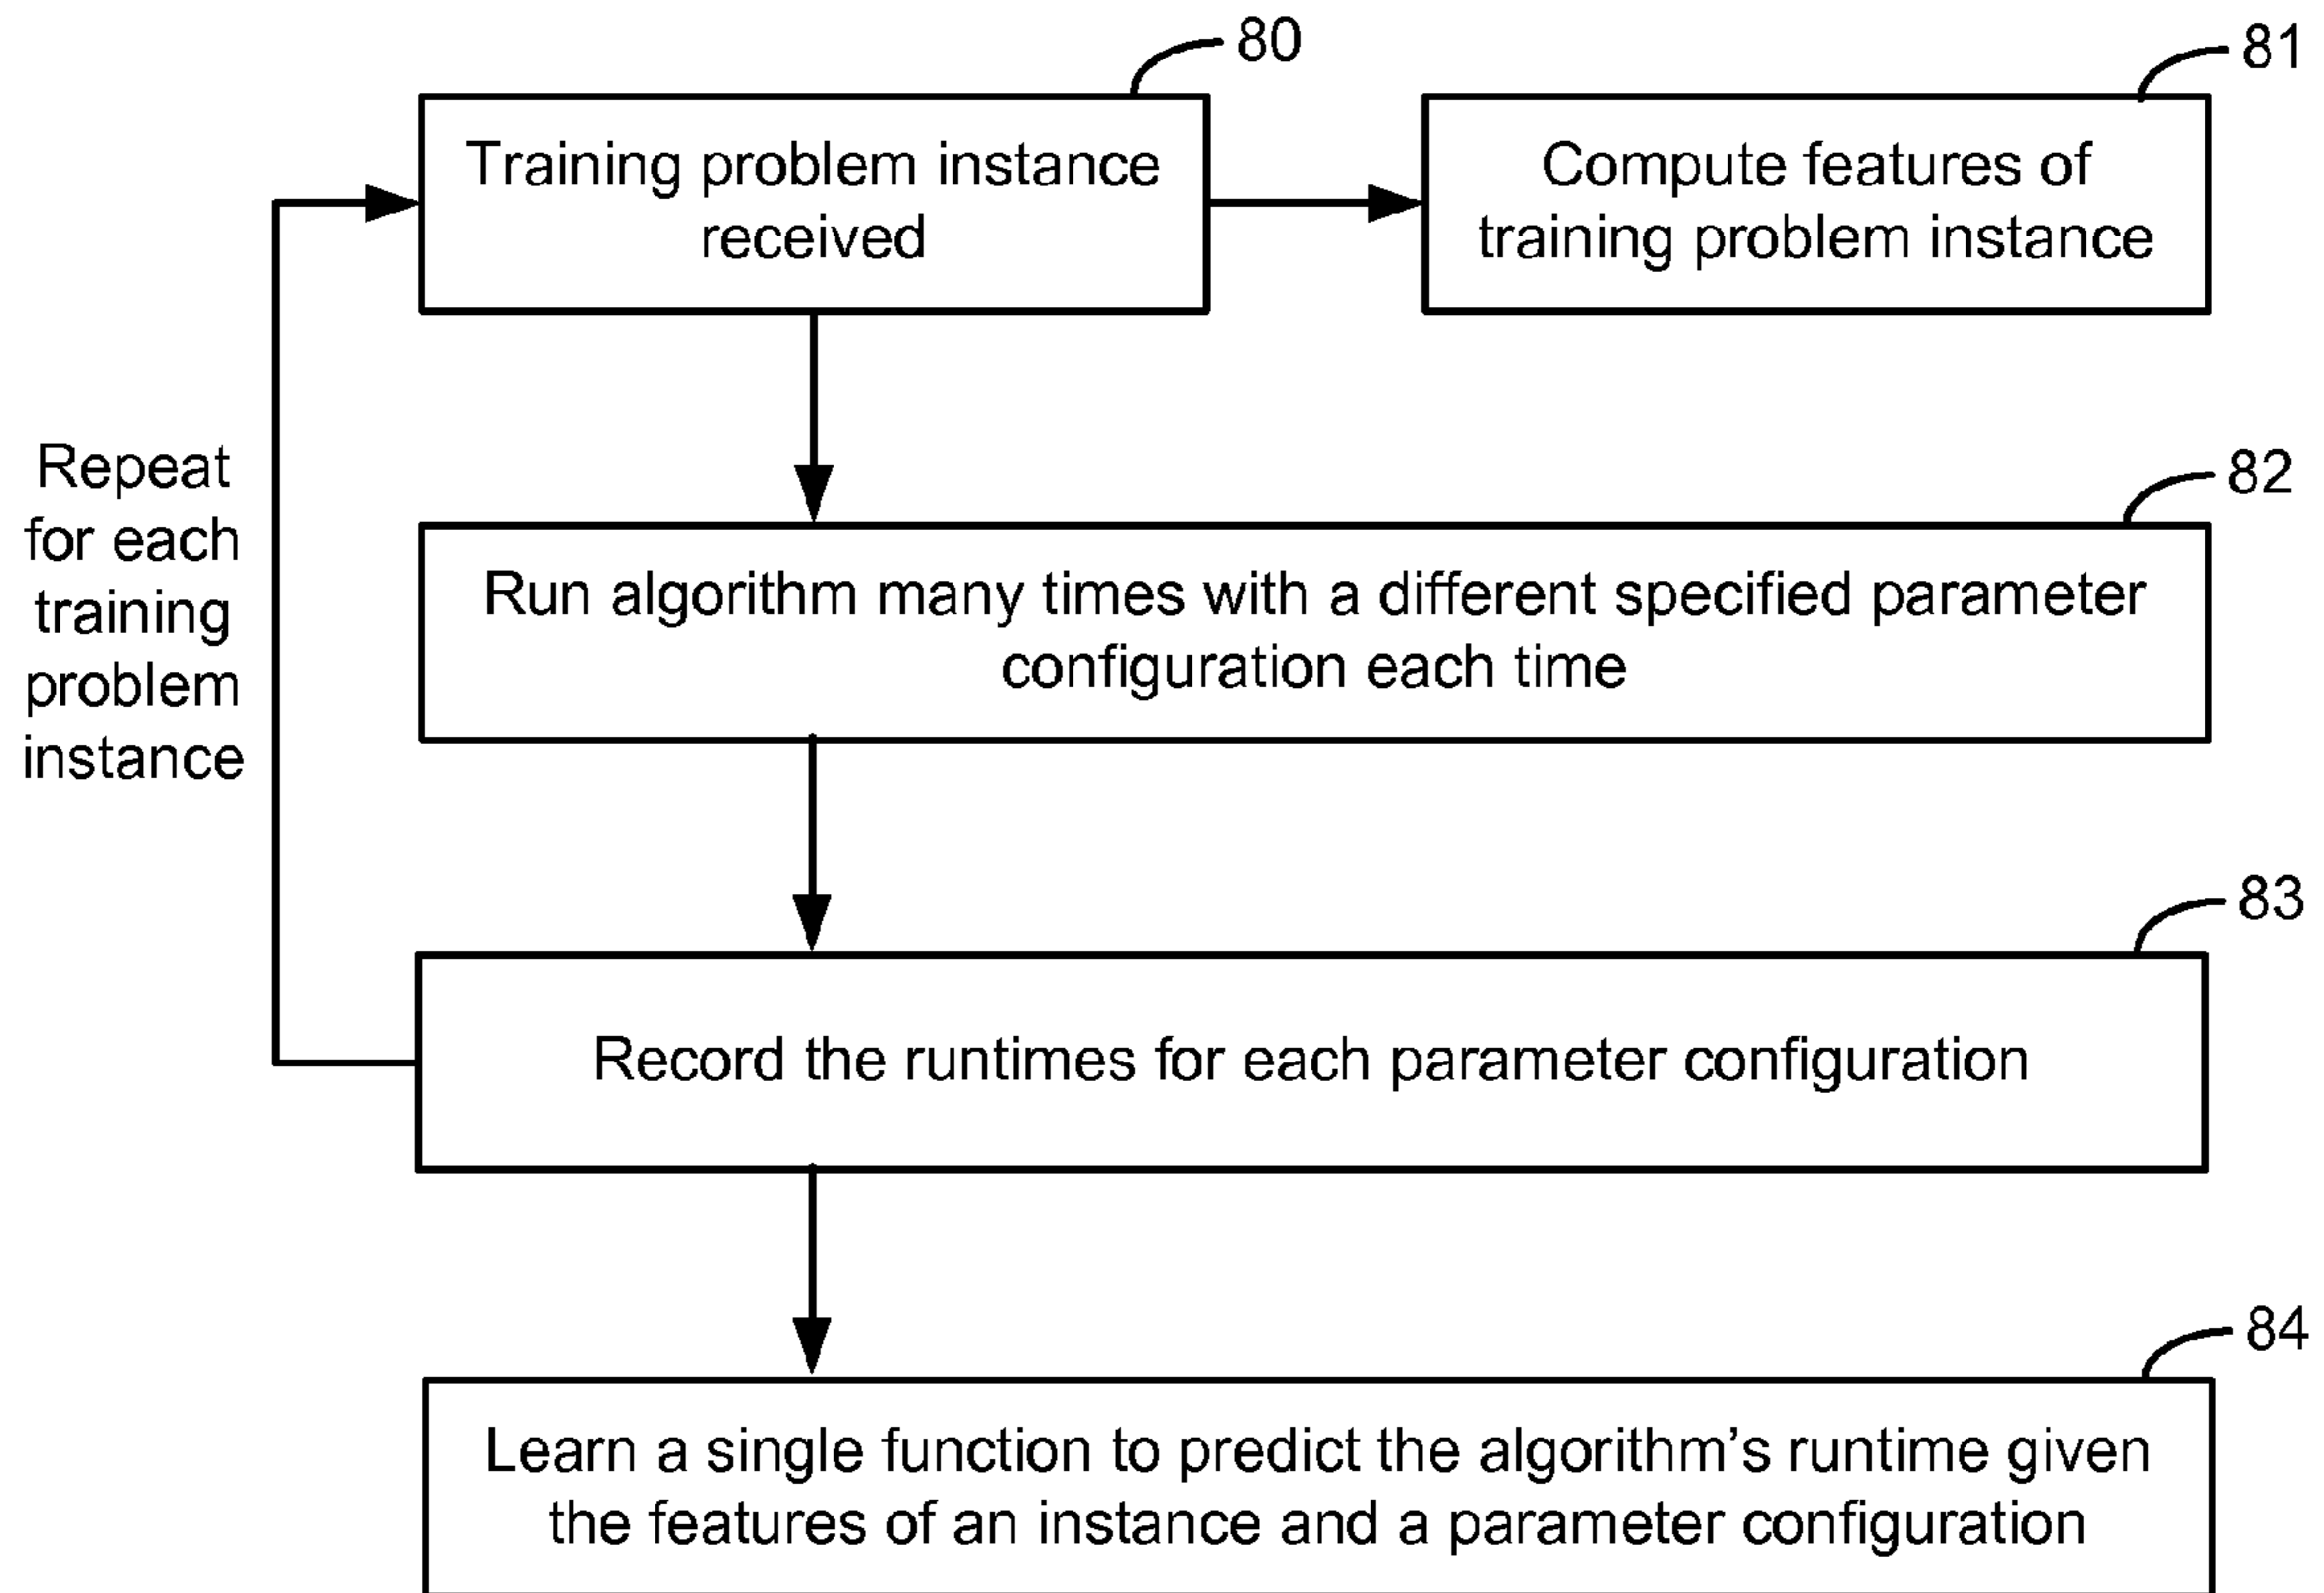 80
81
Training problem instance
received
Compute features of
training problem instance
Repeat
for each
training
problem
instance
82
Run algorithm many times with a different specified parameter
configuration each time
83
Record the runtimes for each parameter configuration
84
Learn a single function to predict the algorithm’s runtime given
the features of an instance and a parameter configuration